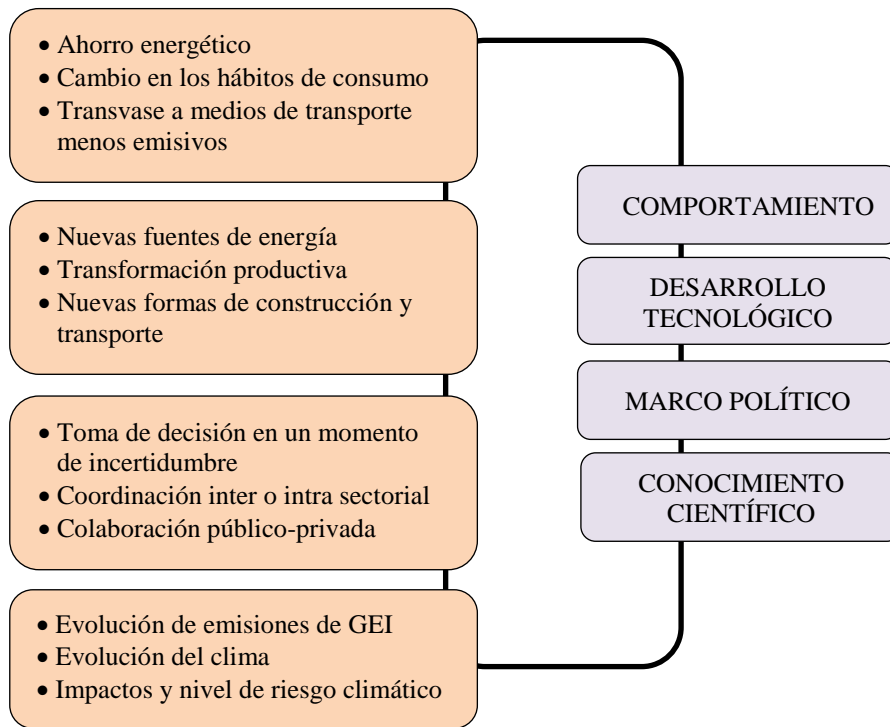 • Ahorro energético
• Cambio en los hábitos de consumo
• Transvase a medios de transporte
menos emisivos
• Nuevas fuentes de energía
• Transformación productiva
• Nuevas formas de construcción y
transporte
• Toma de decisión en un momento
de incertidumbre
• Coordinación inter o intra sectorial
• Colaboración público-privada
• Evolución de emisiones de GEI
• Evolución del clima
• Impactos y nivel de riesgo climático
COMPORTAMIENTO
DESARROLLO
TECNOLÓGICO
MARCO POLÍTICO
CONOCIMIENTO
CIENTÍFICO